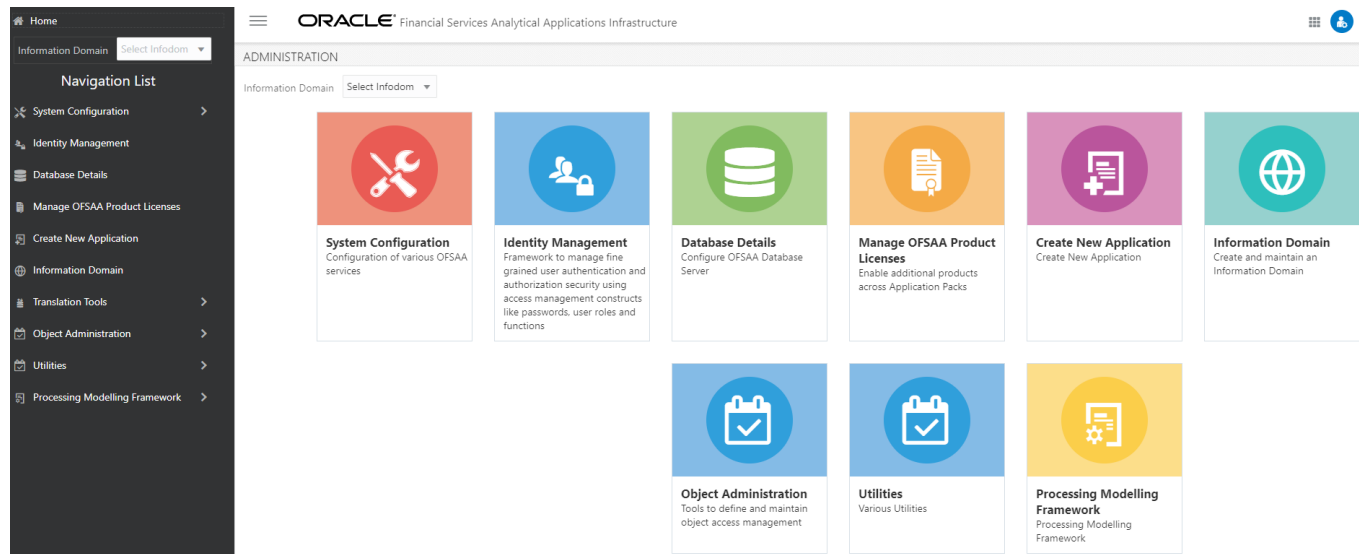 Home
Information Domain Select Infodom
Navigation List
System Configuration
Identity Management
Database Details
Manage OFSAA Product Licenses
Create New Application
Information Domain
Translation Tools
Object Administration
Utilities
Processing Modelling Framework
ORACLE® Financial Services Analytical Applications Infrastructure
ADMINISTRATION
Information Domain Select Infodom
System Configuration
Configuration of various OFSAA
services
Identity Management
Framework to manage fine
grained user authentication and
authorization security using
access management constructs
like passwords, user roles and
functions
Database Details
Configure OFSAA Database
Server
Manage OFSAA Product
Licenses
Enable additional products
across Application Packs
Create New Application
Create New Application
Information Domain
Create and maintain an
Information Domain
Object Administration
Tools to define and maintain
object access management
Utilities
Various Utilities
Processing Modelling
Framework
Processing Modelling
Framework